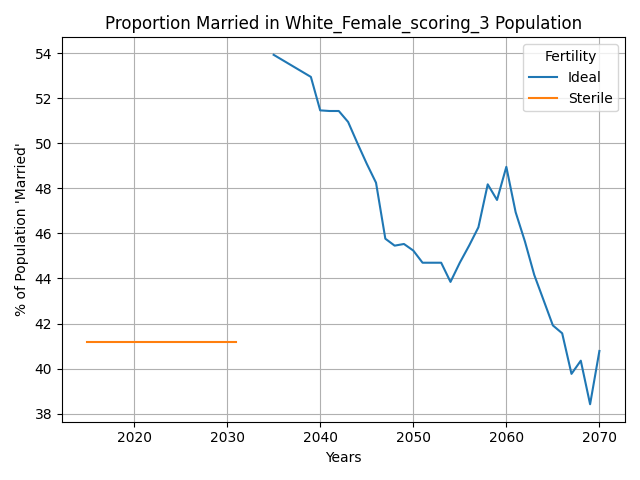 Proportion Married in White_Female_scoring_3 Population
Fertility
Ideal
Sterile
% of Population 'Married'
54
52
50
48
46
44
42
40
38
2020 2030 2040 2050 2060 2070
Years